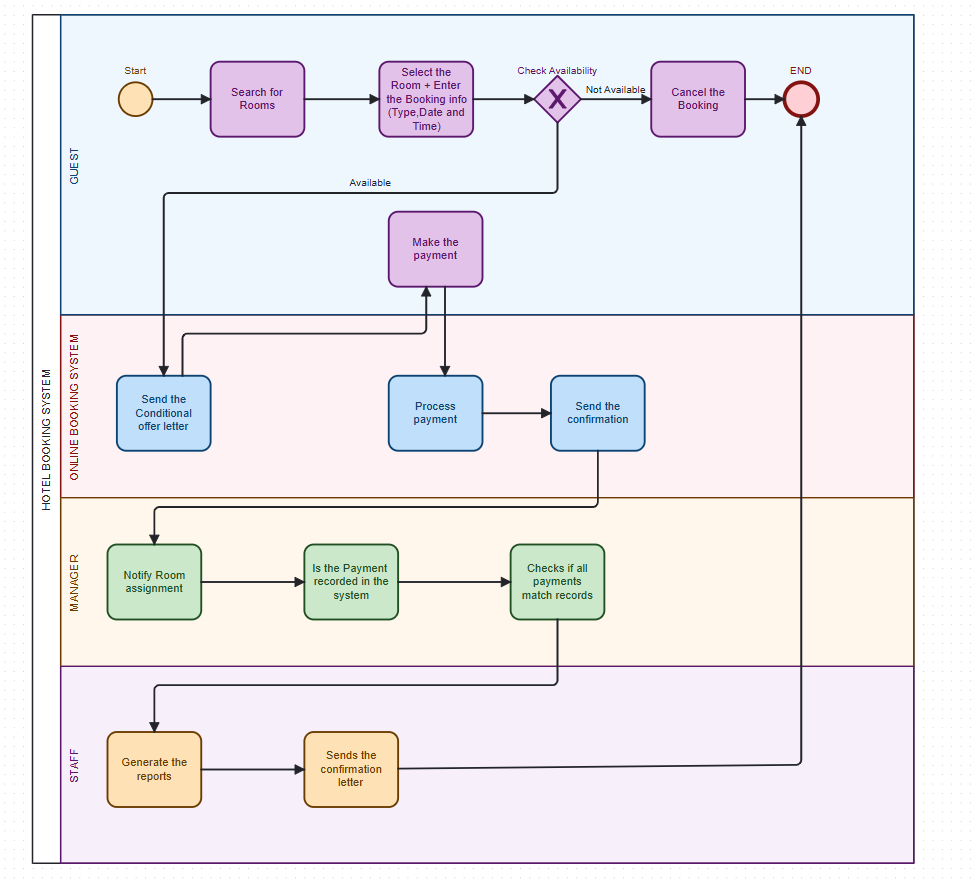 HOTEL BOOKING SYSTEM
GUEST
Start
Search for
Rooms
Select the
Room + Enter
the Booking info
(Type,Date and
Time)
Check Availability
X
Not Available
Cancel the
Booking
END
Available
Make the
payment
ONLINE BOOKING SYSTEM
Send the
Conditional
offer letter
Process
payment
Send the
confirmation
MANAGER
Notify Room
assignment
Is the Payment
recorded in the
system
Checks if all
payments
match records
STAFF
Generate the
reports
Sends the
confirmation
letter